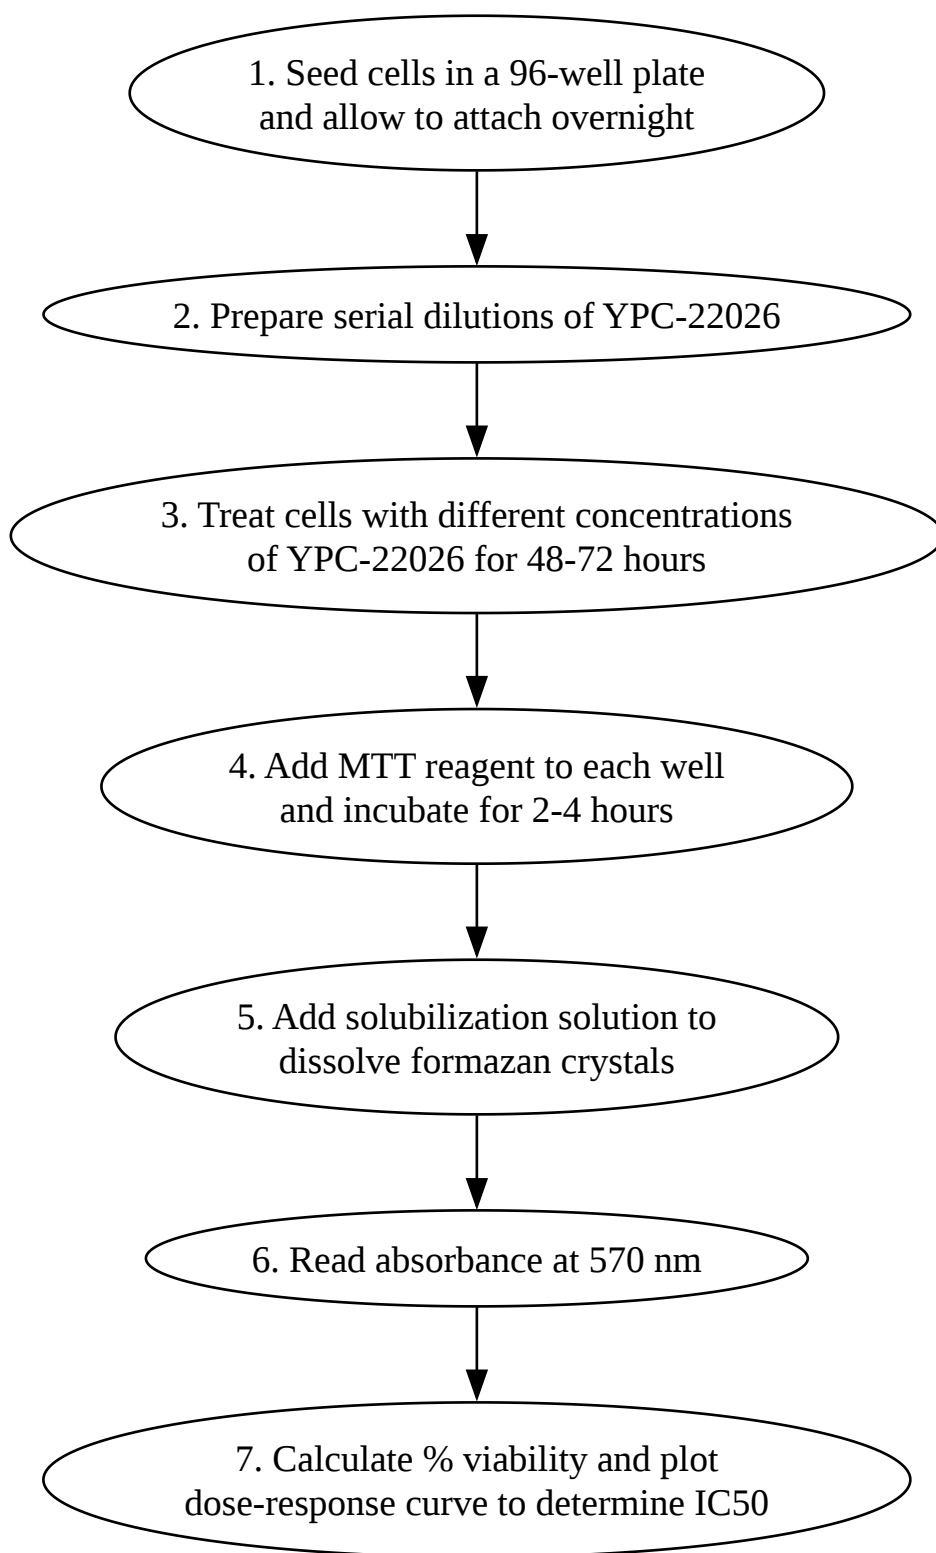 1. Seed cells in a 96-well plate
and allow to attach overnight
2. Prepare serial dilutions of YPC-22026
3. Treat cells with different concentrations
of YPC-22026 for 48-72 hours
4. Add MTT reagent to each well
and incubate for 2-4 hours
5. Add solubilization solution to
dissolve formazan crystals
6. Read absorbance at 570 nm
7. Calculate % viability and plot
dose-response curve to determine IC50